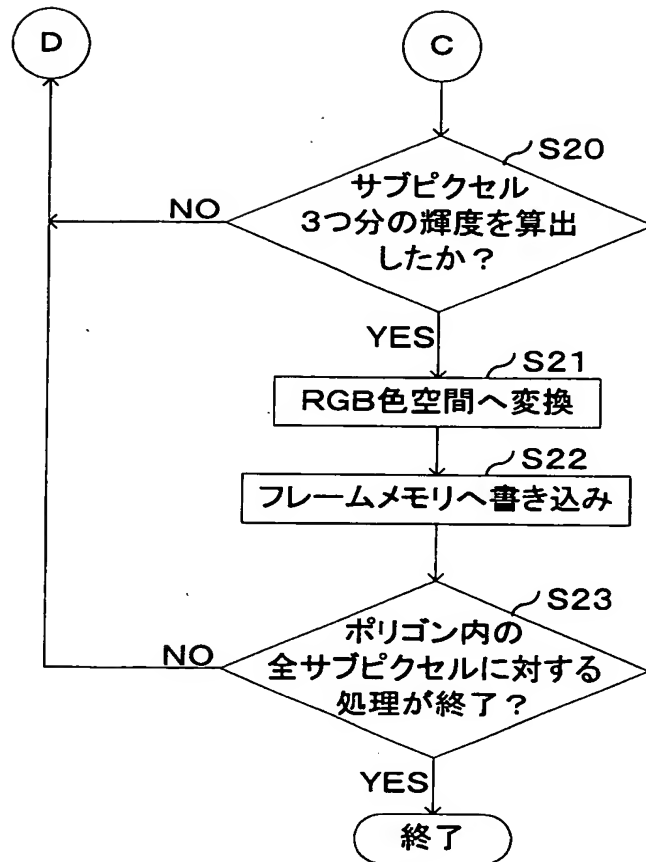 D
C
S20
サブピクセル
3つ分の輝度を算出
したか？
NO
YES
S21
RGB色空間へ変換
S22
フレームメモリへ書き込み
S23
ポリゴン内の
全サブピクセルに対する
処理が終了？
NO
YES
終了